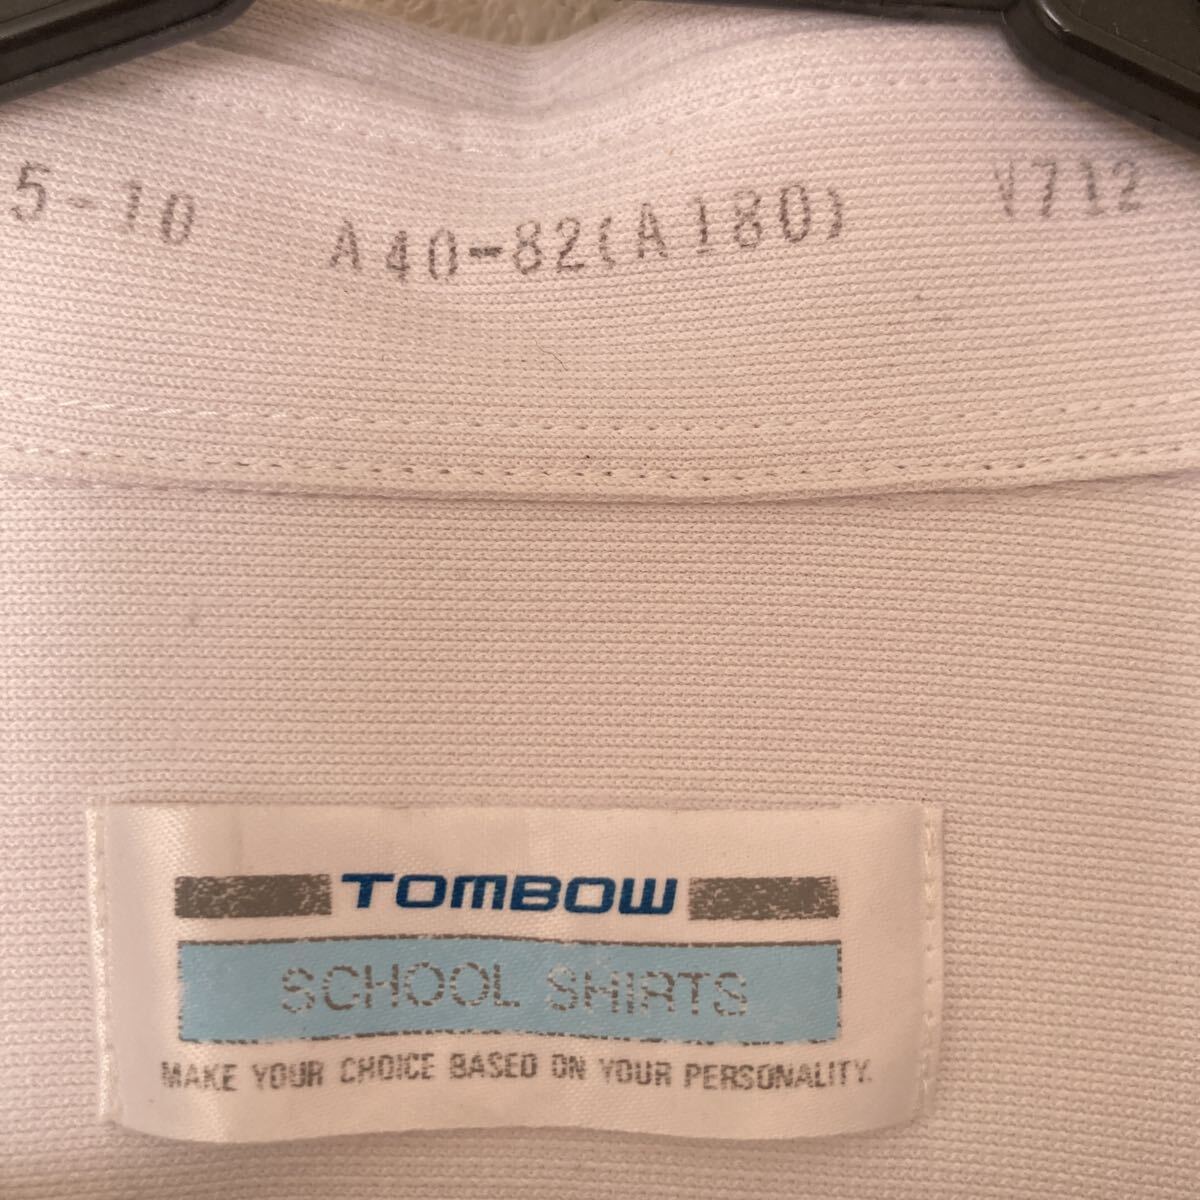 5-10 A40-82(A180) V712
TOMBOW
SCHOOL SHIRTS
MAKE YOUR CHOICE BASED ON YOUR PERSONALITY.